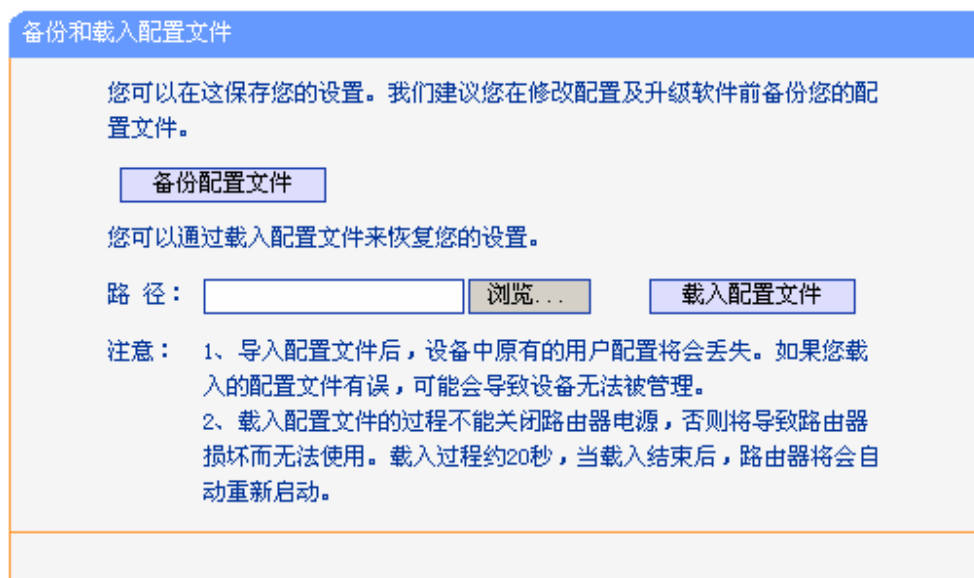 备份和载入配置文件
您可以在这保存您的设置。我们建议您在修改配置及升级软件前备份您的配
置文件。
备份配置文件
您可以通过载入配置文件来恢复您的设置。
路 径： 浏览... 载入配置文件
注意： 1、导入配置文件后，设备中原有的用户配置将会丢失。如果您载
入的配置文件有误，可能会导致设备无法被管理。
2、载入配置文件的过程不能关闭路由器电源，否则将导致路由器
损坏而无法使用。载入过程约20秒，当载入结束后，路由器将会自
动重新启动。